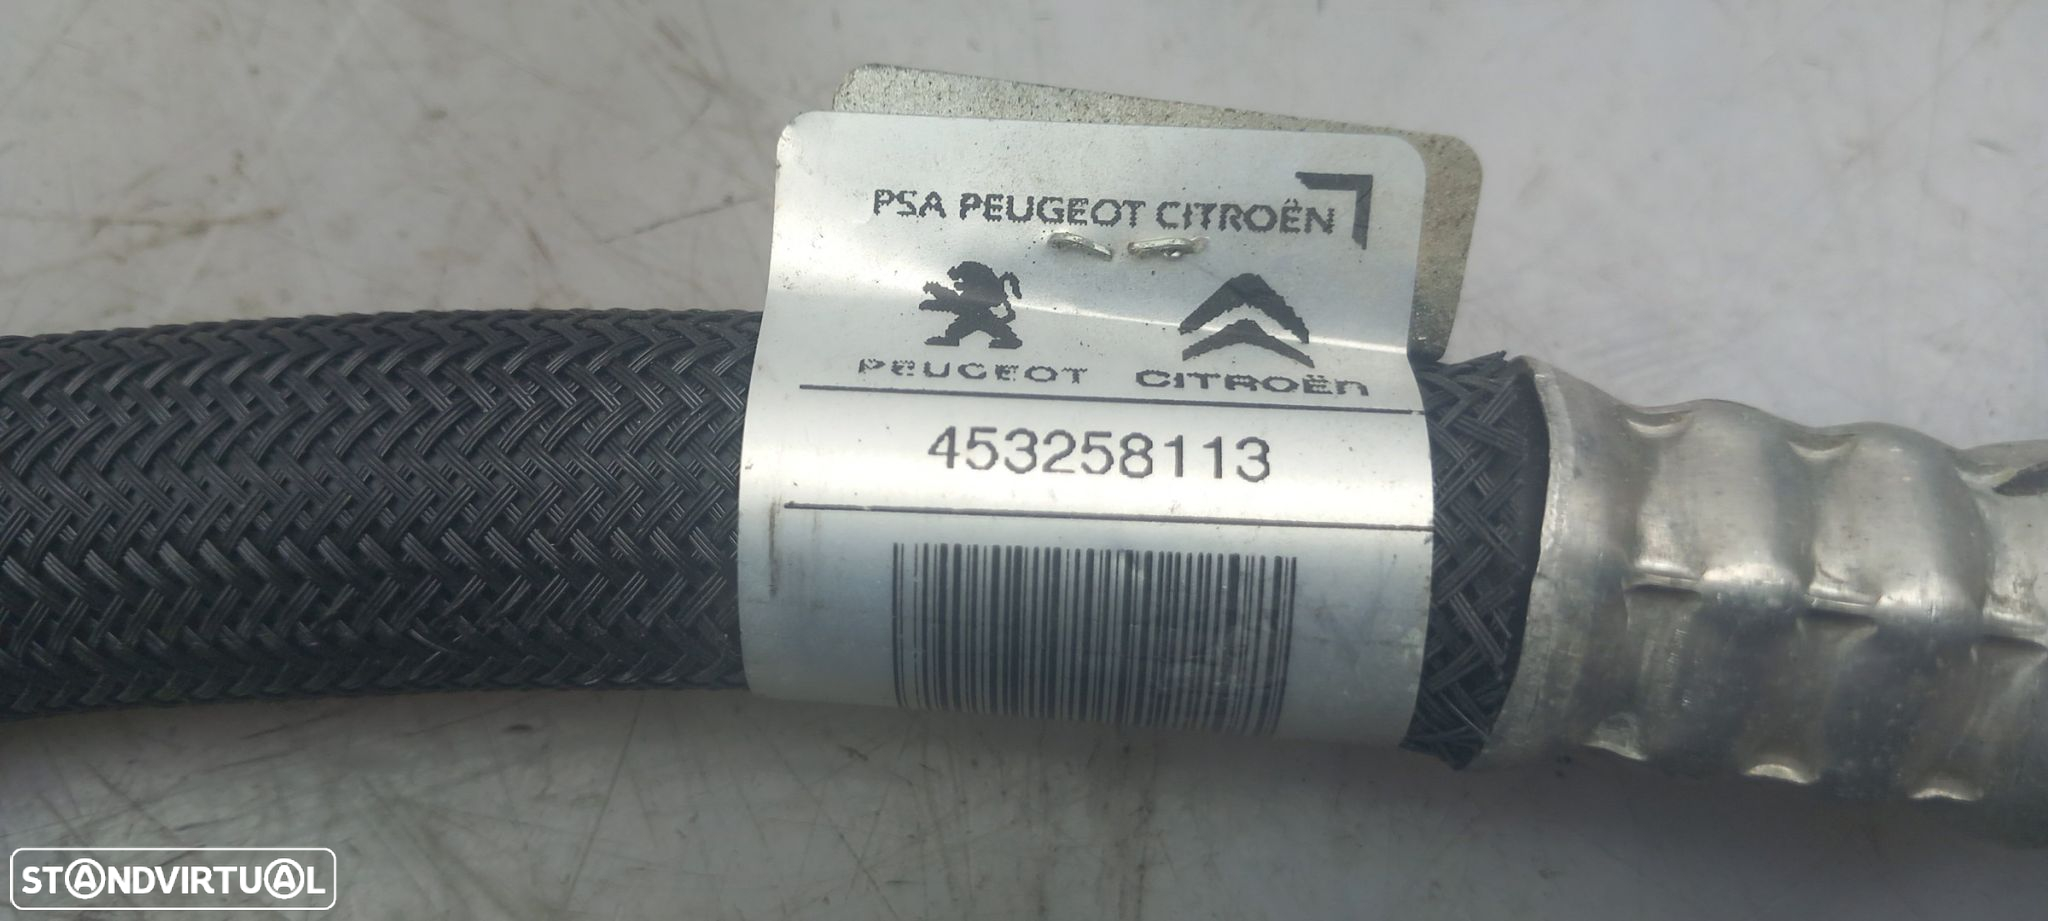 PSA PEUGEOT CITROËN
PEUGEOT CITROËN
453258113
STANDVIRTUAL